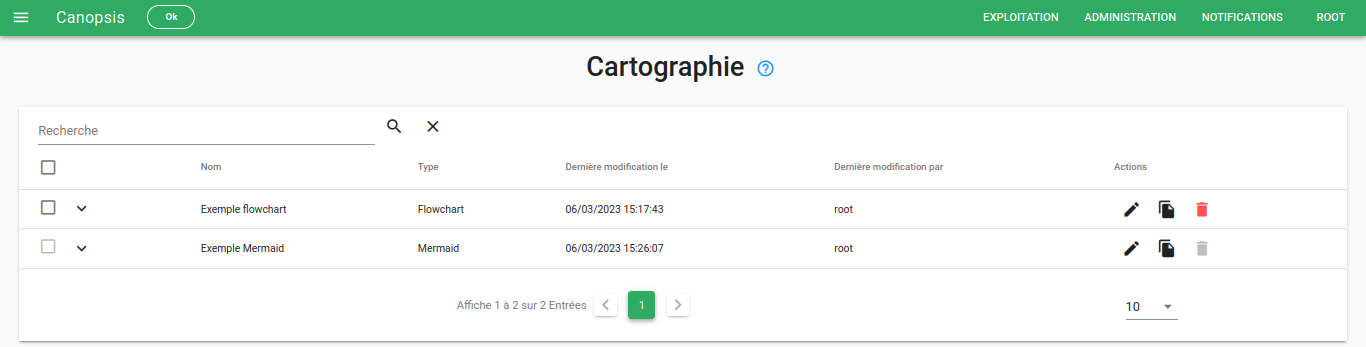 Canopsis Ok EXPLOITATION ADMINISTRATION NOTIFICATIONS ROOT
Cartographie ?
Recherche
Nom Type Dernière modification le Dernière modification par Actions
Exemple flowchart Flowchart 06/03/2023 15:17:43 root
Exemple Mermaid Mermaid 06/03/2023 15:26:07 root
Affiche 1 à 2 sur 2 Entrées 1 10